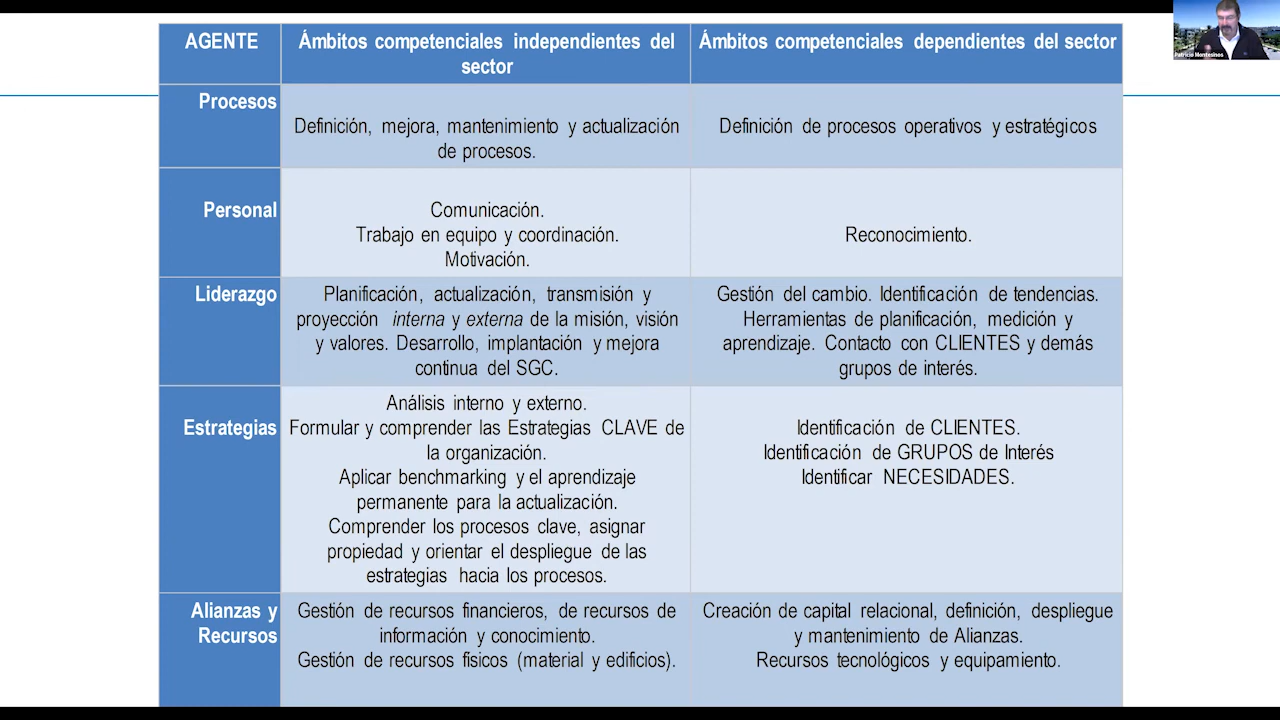 AGENTE
Ámbitos competenciales independientes del
sector
Ámbitos competenciales dependientes del sector
Patricio Montesinos
Procesos
Definición, mejora, mantenimiento y actualización
de procesos.
Definición de procesos operativos y estratégicos
Personal
Comunicación.
Trabajo en equipo y coordinación.
Motivación.
Reconocimiento.
Liderazgo
Planificación, actualización, transmisión y
proyección interna y externa de la misión, visión
y valores. Desarrollo, implantación y mejora
continua del SGC.
Gestión del cambio. Identificación de tendencias.
Herramientas de planificación, medición y
aprendizaje. Contacto con CLIENTES y demás
grupos de interés.
Estrategias
Análisis interno y externo.
Formular y comprender las Estrategias CLAVE de
la organización.
Aplicar benchmarking y el aprendizaje
permanente para la actualización.
Comprender los procesos clave, asignar
propiedad y orientar el despliegue de las
estrategias hacia los procesos.
Identificación de CLIENTES.
Identificación de GRUPOS de Interés
Identificar NECESIDADES.
Alianzas y
Recursos
Gestión de recursos financieros, de recursos de
información y conocimiento.
Gestión de recursos físicos (material y edificios).
Creación de capital relacional, definición, despliegue
y mantenimiento de Alianzas.
Recursos tecnológicos y equipamiento.